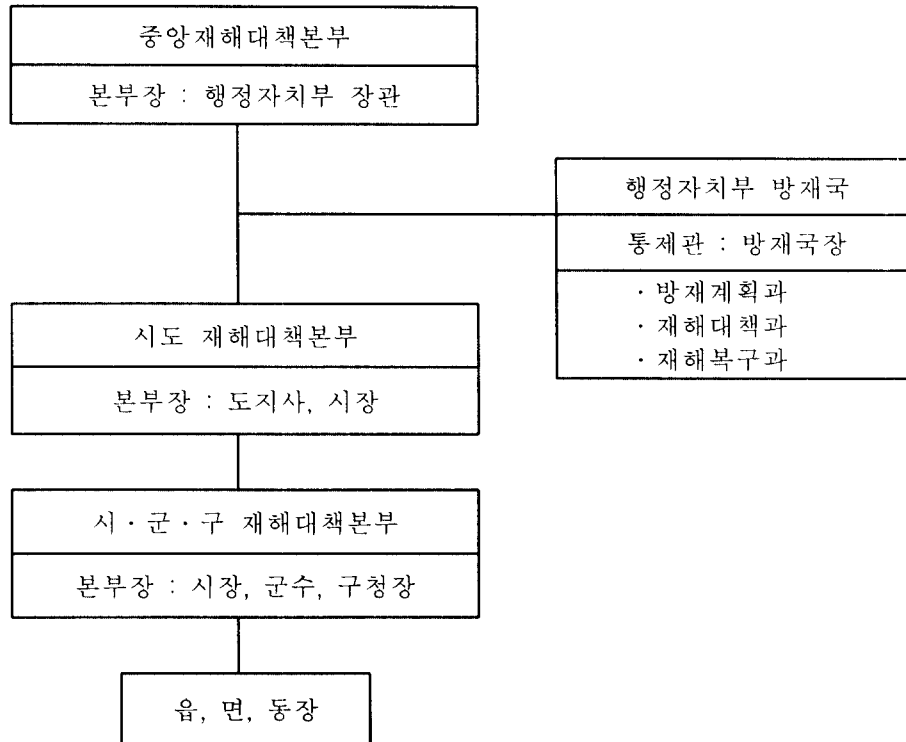 중앙재해대책본부
본부장 : 행정자치부 장관
행정자치부 방재국
통제관 : 방재국장
· 방재계획과
· 재해대책과
· 재해복구과
시도 재해대책본부
본부장 : 도지사, 시장
시 · 군 · 구 재해대책본부
본부장 : 시장, 군수, 구청장
읍, 면, 동장